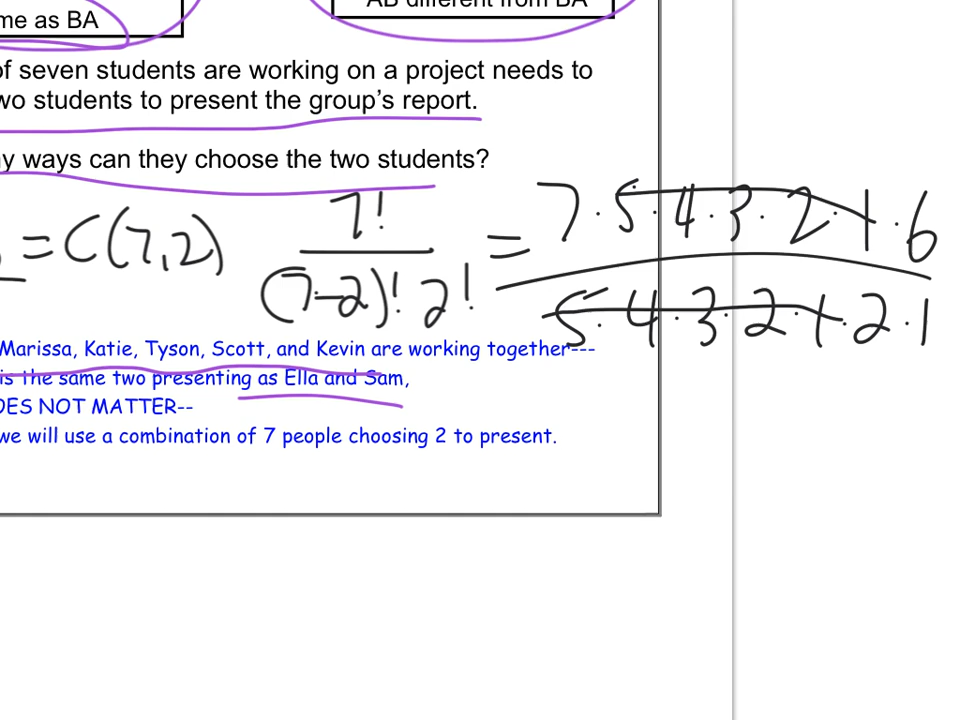 me as BA
AB different from BA
of seven students are working on a project needs to
wo students to present the group's report.
y ways can they choose the two students?
= C(7,2) 7! / (7-2)! 2! = 7·5·4·3·2·1·6 / 5·4·3·2·1·2·1
Marissa, Katie, Tyson, Scott, and Kevin are working together---
is the same two presenting as Ella and Sam,
OES NOT MATTER--
we will use a combination of 7 people choosing 2 to present.